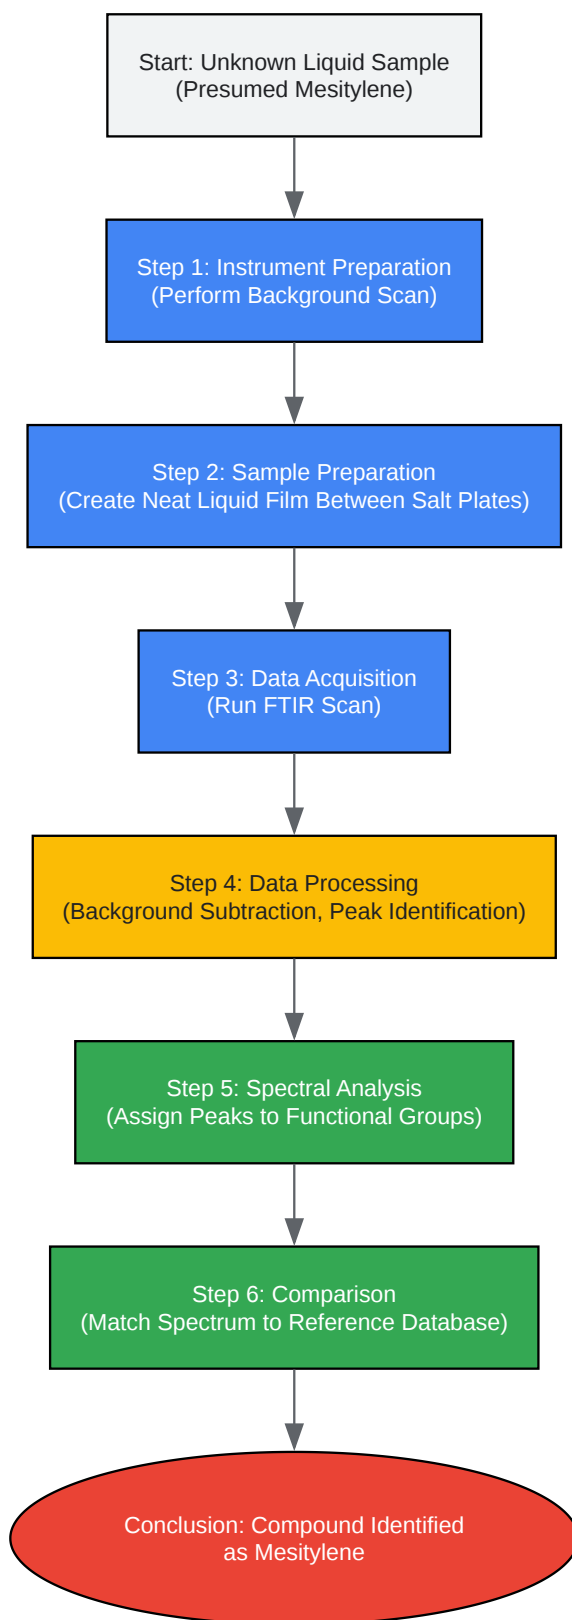 Start: Unknown Liquid Sample
(Presumed Mesitylene)
Step 1: Instrument Preparation
(Perform Background Scan)
Step 2: Sample Preparation
(Create Neat Liquid Film Between Salt Plates)
Step 3: Data Acquisition
(Run FTIR Scan)
Step 4: Data Processing
(Background Subtraction, Peak Identification)
Step 5: Spectral Analysis
(Assign Peaks to Functional Groups)
Step 6: Comparison
(Match Spectrum to Reference Database)
Conclusion: Compound Identified
as Mesitylene